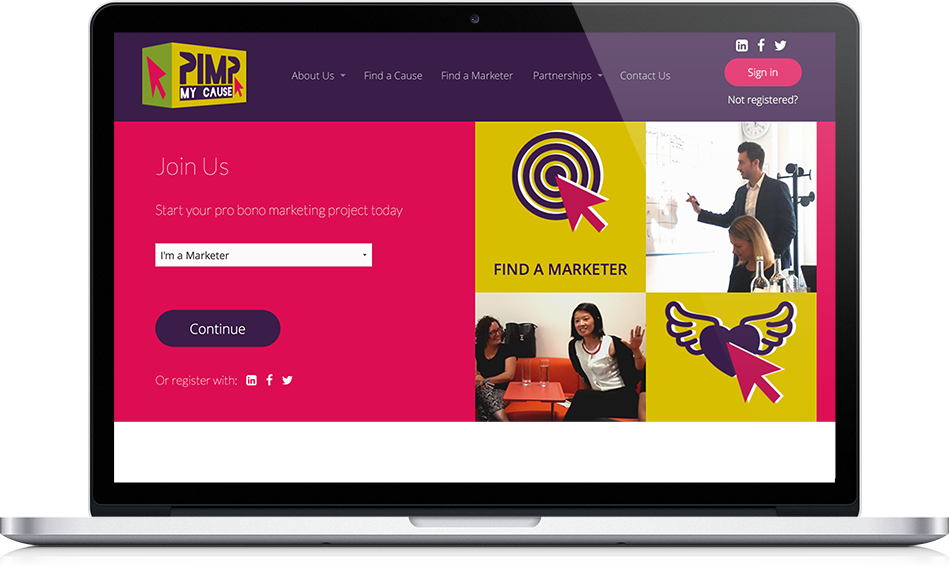 PIMP
MY CAUSE
About Us
Find a Cause
Find a Marketer
Partnerships
Contact Us
Sign in
Not registered?
Join Us
Start your pro bono marketing project today
I'm a Marketer
Continue
Or register with:
FIND A MARKETER